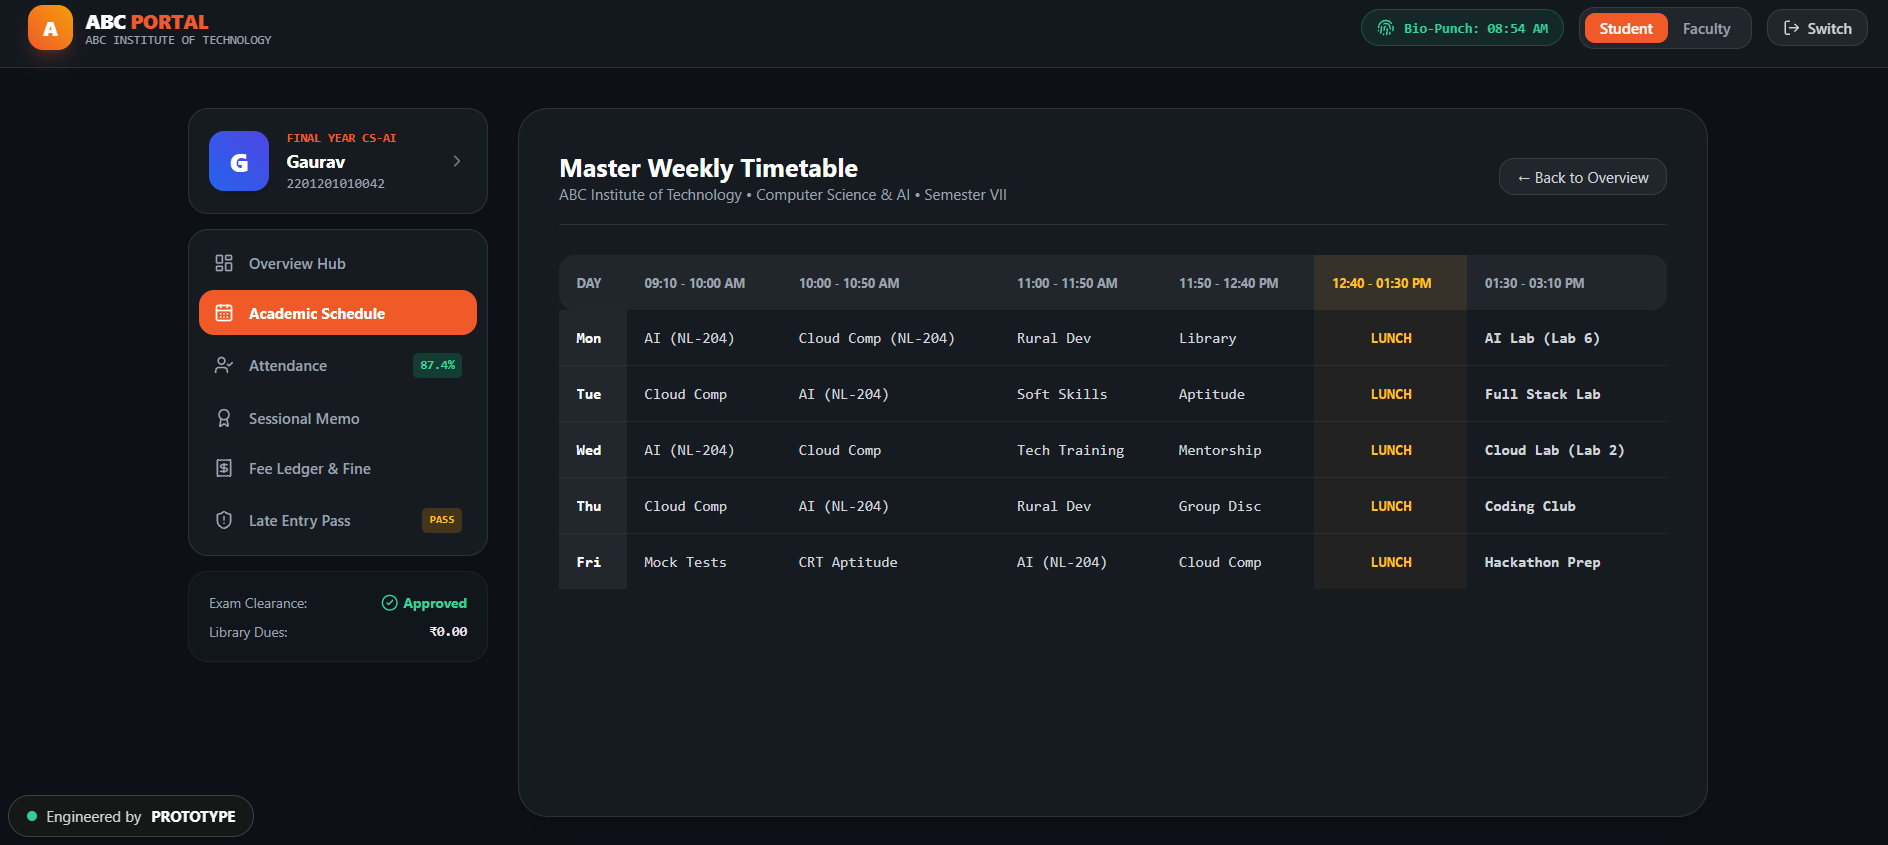 A
ABC PORTAL
ABC INSTITUTE OF TECHNOLOGY
Bio-Punch: 08:54 AM
Student Faculty
Switch
G
FINAL YEAR CS-AI
Gaurav
2201201010042
Overview Hub
Academic Schedule
Attendance 87.4%
Sessional Memo
Fee Ledger & Fine
Late Entry Pass PASS
Exam Clearance: Approved
Library Dues: ₹0.00
Master Weekly Timetable
ABC Institute of Technology • Computer Science & AI • Semester VII
← Back to Overview
DAY 09:10 - 10:00 AM 10:00 - 10:50 AM 11:00 - 11:50 AM 11:50 - 12:40 PM 12:40 - 01:30 PM 01:30 - 03:10 PM
Mon AI (NL-204) Cloud Comp (NL-204) Rural Dev Library LUNCH AI Lab (Lab 6)
Tue Cloud Comp AI (NL-204) Soft Skills Aptitude LUNCH Full Stack Lab
Wed AI (NL-204) Cloud Comp Tech Training Mentorship LUNCH Cloud Lab (Lab 2)
Thu Cloud Comp AI (NL-204) Rural Dev Group Disc LUNCH Coding Club
Fri Mock Tests CRT Aptitude AI (NL-204) Cloud Comp LUNCH Hackathon Prep
Engineered by PROTOTYPE